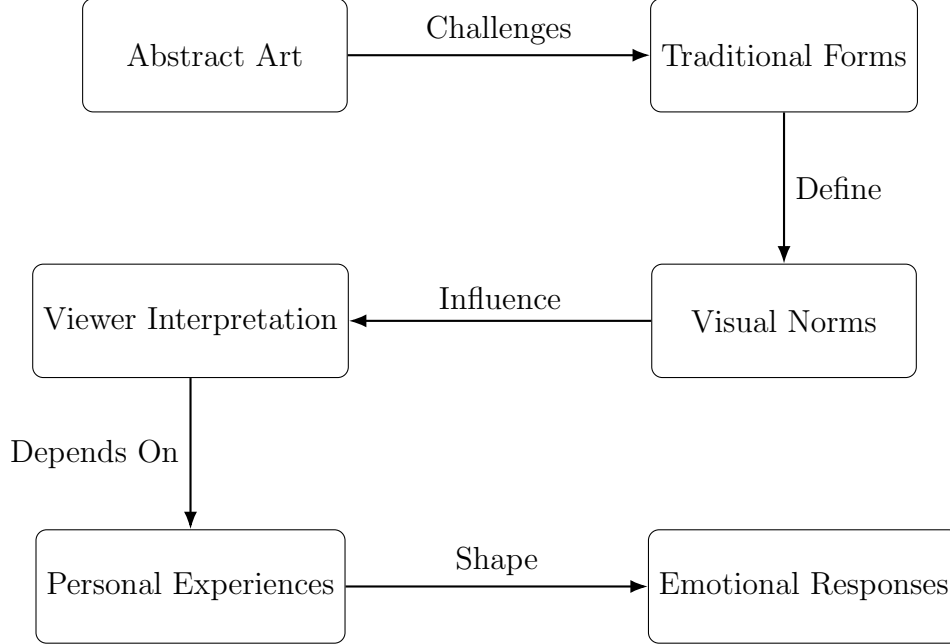 Abstract Art
Challenges
Traditional Forms
Define
Viewer Interpretation
Influence
Visual Norms
Depends On
Personal Experiences
Shape
Emotional Responses